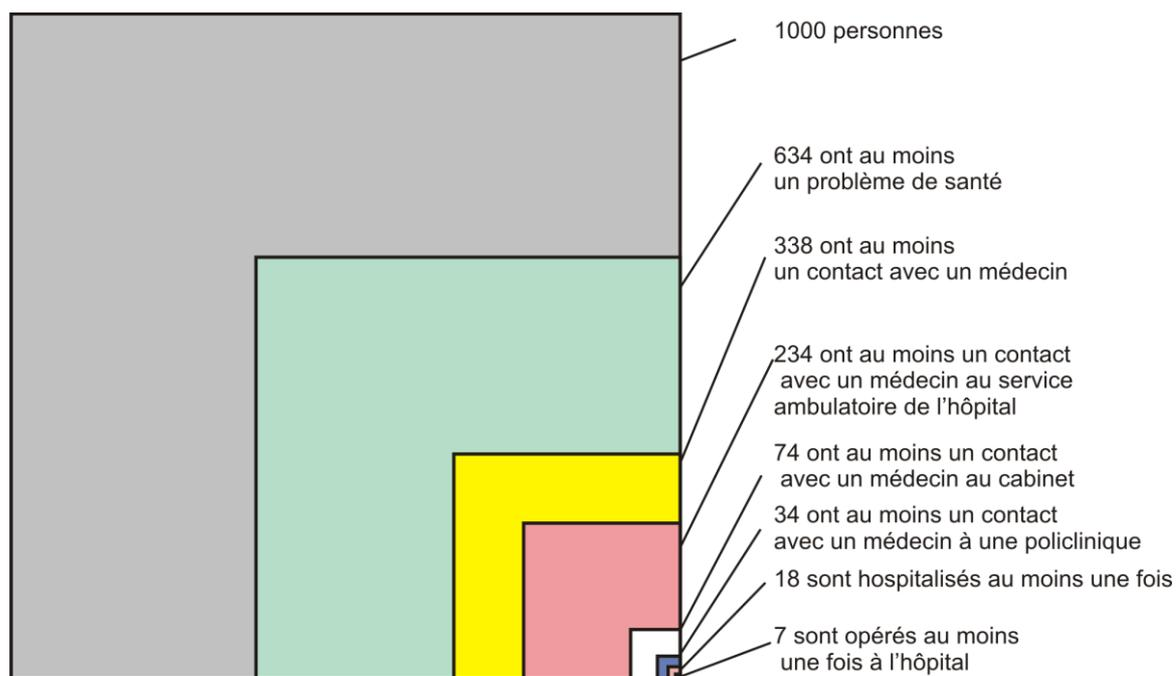 1000 personnes
634 ont au moins
un problème de santé
338 ont au moins
un contact avec un médecin
234 ont au moins un contact
avec un médecin au service
ambulatoire de l'hôpital
74 ont au moins un contact
avec un médecin au cabinet
34 ont au moins un contact
avec un médecin à une policlinique
18 sont hospitalisés au moins une fois
7 sont opérés au moins
une fois à l'hôpital